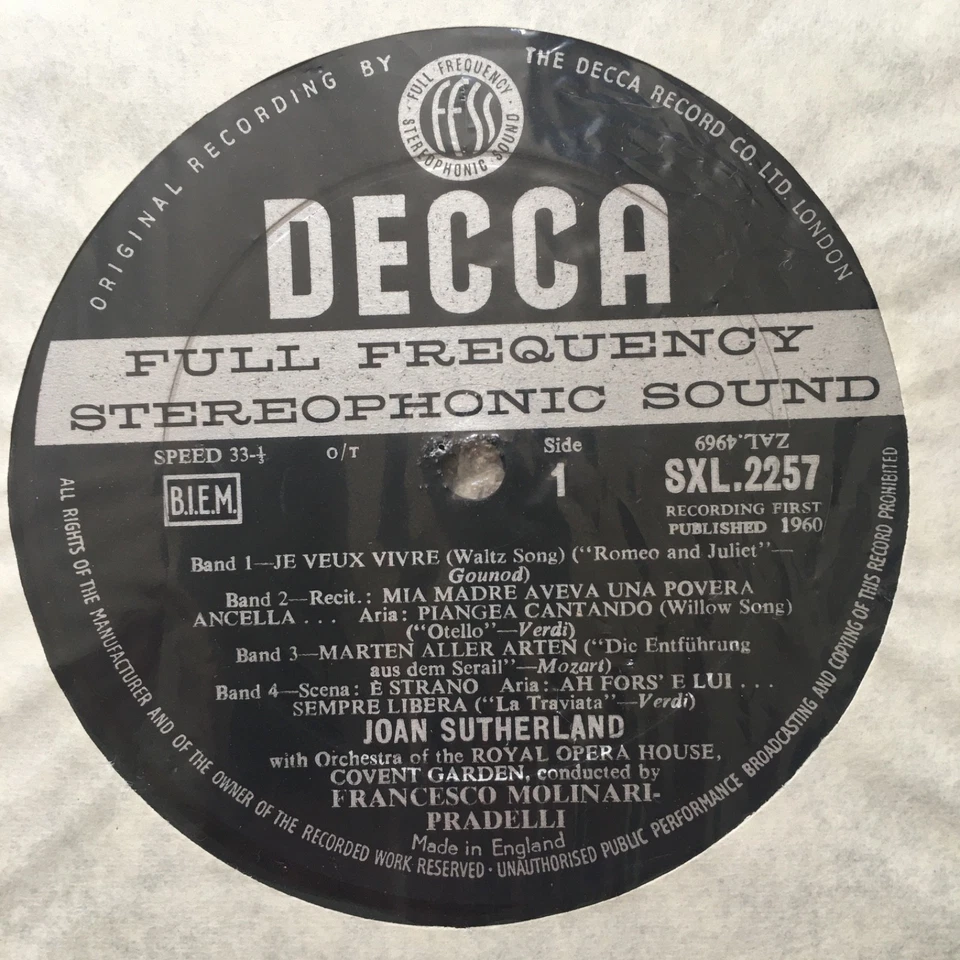 ORIGINAL RECORDING BY THE DECCA RECORD CO. LTD. LONDON
FULL FREQUENCY
ffss
STEREOPHONIC SOUND
DECCA
FULL FREQUENCY
STEREOPHONIC SOUND
SPEED 33-⅓ O/T Side ZAL.4969
B.I.E.M. 1 SXL.2257
RECORDING FIRST
PUBLISHED 1960
Band 1—JE VEUX VIVRE (Waltz Song) (“Romeo and Juliet”—
Gounod)
Band 2—Recit.: MIA MADRE AVEVA UNA POVERA
ANCELLA . . . Aria: PIANGEA CANTANDO (Willow Song)
(“Otello”—Verdi)
Band 3—MARTEN ALLER ARTEN (“Die Entführung
aus dem Serail”—Mozart)
Band 4—Scena: È STRANO Aria: AH FORS’ E LUI . . .
SEMPRE LIBERA (“La Traviata”—Verdi)
JOAN SUTHERLAND
with Orchestra of the ROYAL OPERA HOUSE,
COVENT GARDEN, conducted by
FRANCESCO MOLINARI-
PRADELLI
Made in England
ALL RIGHTS OF THE MANUFACTURER AND OF THE OWNER OF THE RECORDED WORK RESERVED · UNAUTHORISED PUBLIC PERFORMANCE BROADCASTING AND COPYING OF THIS RECORD PROHIBITED